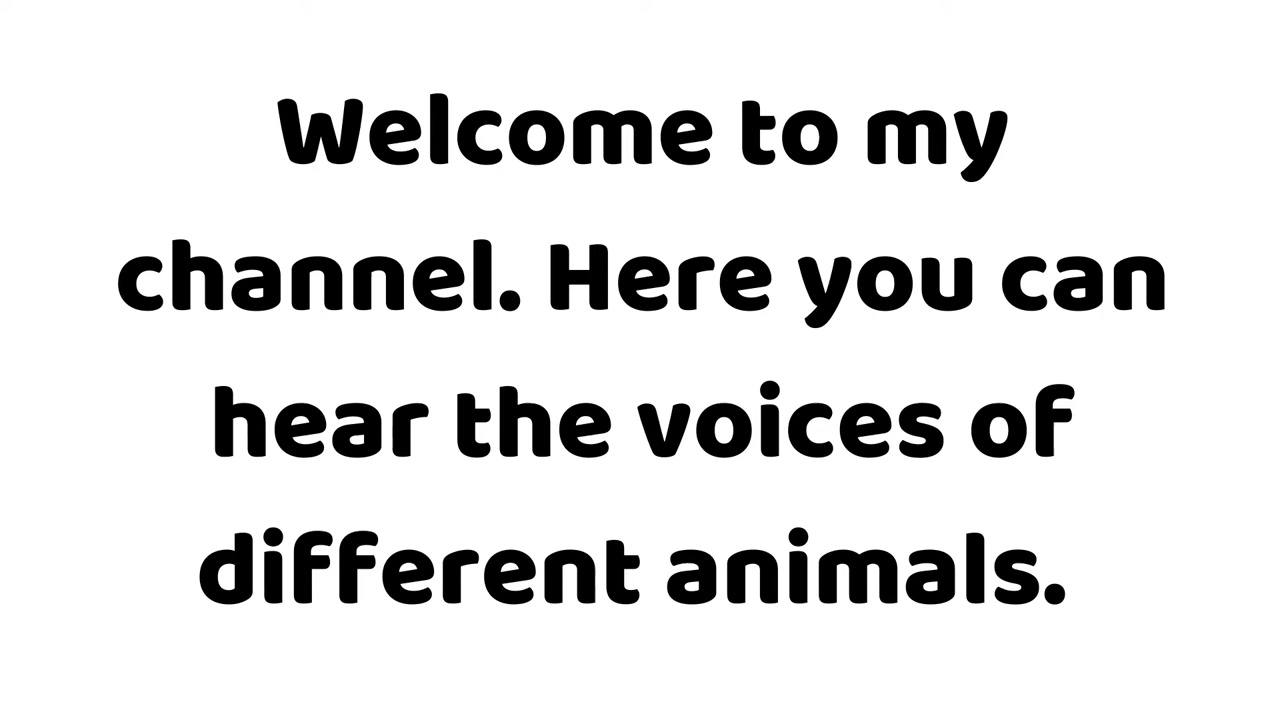 Welcome to my
channel. Here you can
hear the voices of
different animals.